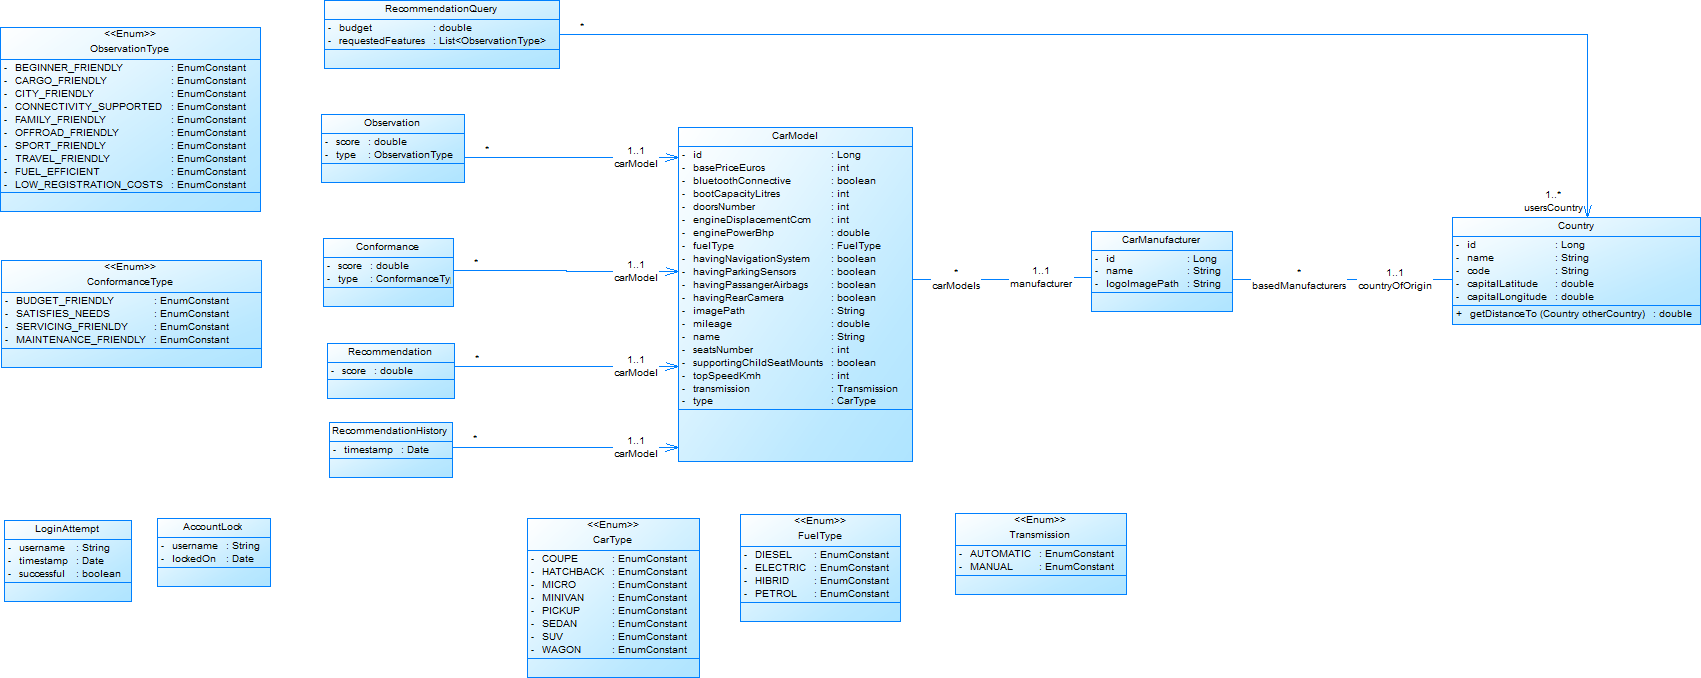 <<Enum>>
ObservationType
- BEGINNER_FRIENDLY : EnumConstant
- CARGO_FRIENDLY : EnumConstant
- CITY_FRIENDLY : EnumConstant
- CONNECTIVITY_SUPPORTED : EnumConstant
- FAMILY_FRIENDLY : EnumConstant
- OFFROAD_FRIENDLY : EnumConstant
- SPORT_FRIENDLY : EnumConstant
- TRAVEL_FRIENDLY : EnumConstant
- FUEL_EFFICIENT : EnumConstant
- LOW_REGISTRATION_COSTS : EnumConstant
<<Enum>>
ConformanceType
- BUDGET_FRIENDLY : EnumConstant
- SATISFIES_NEEDS : EnumConstant
- SERVICING_FRIENLDY : EnumConstant
- MAINTENANCE_FRIENDLY : EnumConstant
RecommendationQuery
- budget : double
- requestedFeatures : List<ObservationType>
*
1..*
usersCountry
Observation
- score : double
- type : ObservationType
*
1..1
carModel
Conformance
- score : double
- type : ConformanceTy
*
1..1
carModel
Recommendation
- score : double
*
1..1
carModel
RecommendationHistory
- timestamp : Date
*
1..1
carModel
CarModel
- id : Long
- basePriceEuros : int
- bluetoothConnective : boolean
- bootCapacityLitres : int
- doorsNumber : int
- engineDisplacementCcm : int
- enginePowerBhp : double
- fuelType : FuelType
- havingNavigationSystem : boolean
- havingParkingSensors : boolean
- havingPassangerAirbags : boolean
- havingRearCamera : boolean
- imagePath : String
- mileage : double
- name : String
- seatsNumber : int
- supportingChildSeatMounts : boolean
- topSpeedKmh : int
- transmission : Transmission
- type : CarType
*
carModels
1..1
manufacturer
CarManufacturer
- id : Long
- name : String
- logoImagePath : String
*
basedManufacturers
1..1
countryOfOrigin
Country
- id : Long
- name : String
- code : String
- capitalLatitude : double
- capitalLongitude : double
+ getDistanceTo (Country otherCountry) : double
LoginAttempt
- username : String
- timestamp : Date
- successful : boolean
AccountLock
- username : String
- lockedOn : Date
<<Enum>>
CarType
- COUPE : EnumConstant
- HATCHBACK : EnumConstant
- MICRO : EnumConstant
- MINIVAN : EnumConstant
- PICKUP : EnumConstant
- SEDAN : EnumConstant
- SUV : EnumConstant
- WAGON : EnumConstant
<<Enum>>
FuelType
- DIESEL : EnumConstant
- ELECTRIC : EnumConstant
- HIBRID : EnumConstant
- PETROL : EnumConstant
<<Enum>>
Transmission
- AUTOMATIC : EnumConstant
- MANUAL : EnumConstant